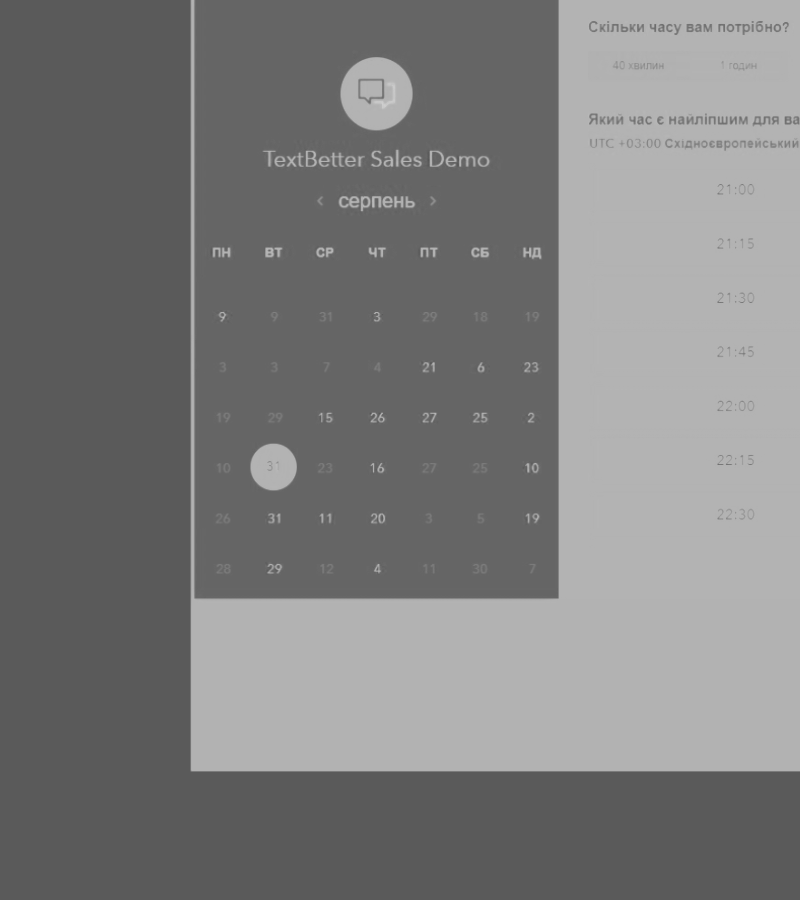 TextBetter Sales Demo
‹ серпень ›
ПН ВТ СР ЧТ ПТ СБ НД
9 9 31 3 29 18 19
3 3 7 4 21 6 23
19 29 15 26 27 25 2
10 31 23 16 27 25 10
26 31 11 20 3 5 19
28 29 12 4 11 30 7
Скільки часу вам потрібно?
40 хвилин 1 годин
Який час є найліпшим для
UTC +03:00 Східноєвропейський
21:00
21:15
21:30
21:45
22:00
22:15
22:30